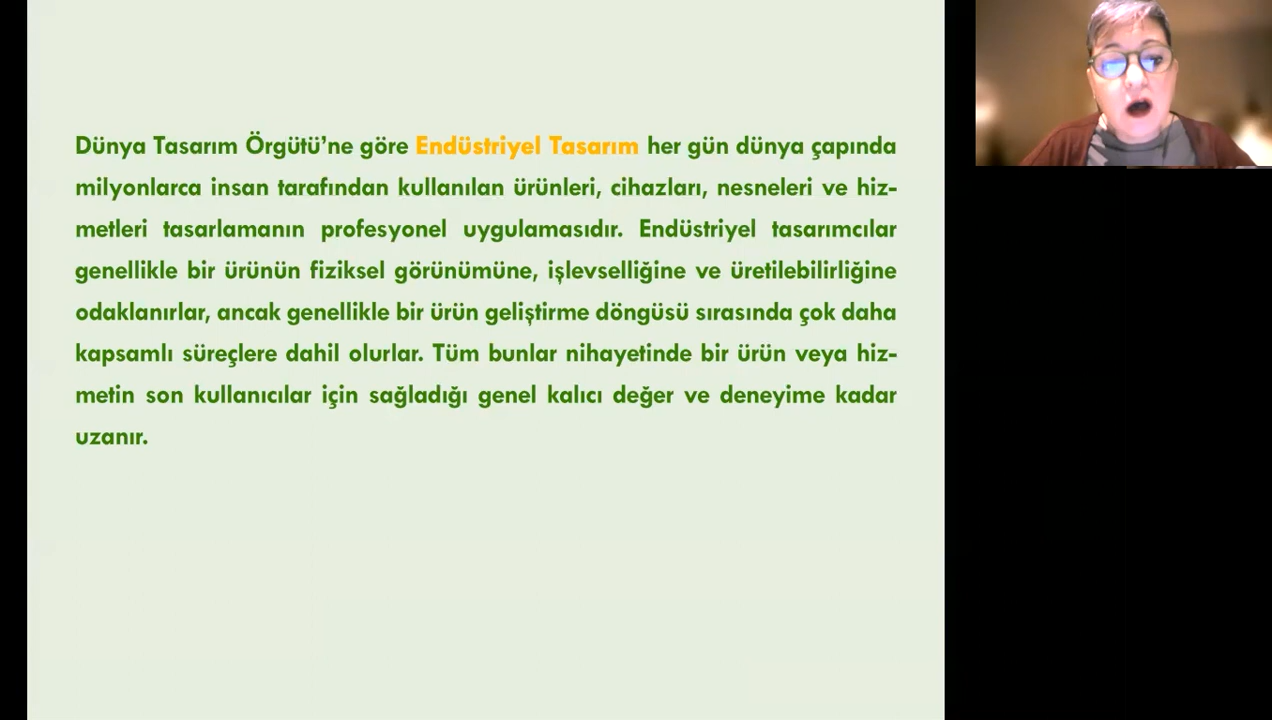 Dünya Tasarım Örgütü’ne göre Endüstriyel Tasarım her gün dünya çapında
milyonlarca insan tarafından kullanılan ürünleri, cihazları, nesneleri ve hiz-
metleri tasarlamanın profesyonel uygulamasıdır. Endüstriyel tasarımcılar
genellikle bir ürünün fiziksel görünümüne, işlevselliğine ve üretilebilirliğine
odaklanırlar, ancak genellikle bir ürün geliştirme döngüsü sırasında çok daha
kapsamlı süreçlere dahil olurlar. Tüm bunlar nihayetinde bir ürün veya hiz-
metin son kullanıcılar için sağladığı genel kalıcı değer ve deneyime kadar
uzanır.